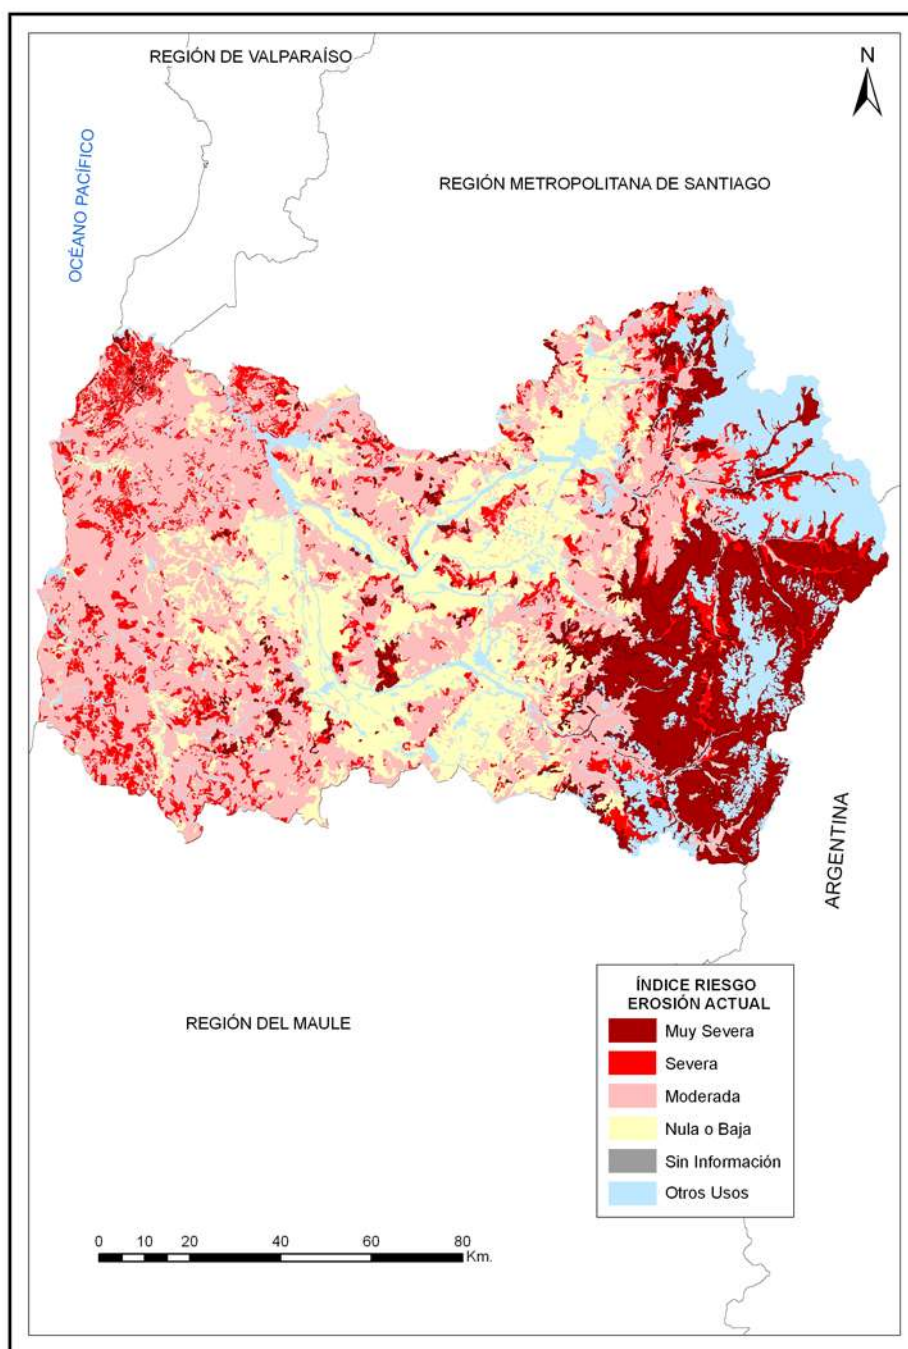 REGIÓN DE VALPARAÍSO
N
OCÉANO PACÍFICO
REGIÓN METROPOLITANA DE SANTIAGO
ARGENTINA
REGIÓN DEL MAULE
ÍNDICE RIESGO
EROSIÓN ACTUAL
Muy Severa
Severa
Moderada
Nula o Baja
Sin Información
Otros Usos
0 10 20 40 60 80
Km.